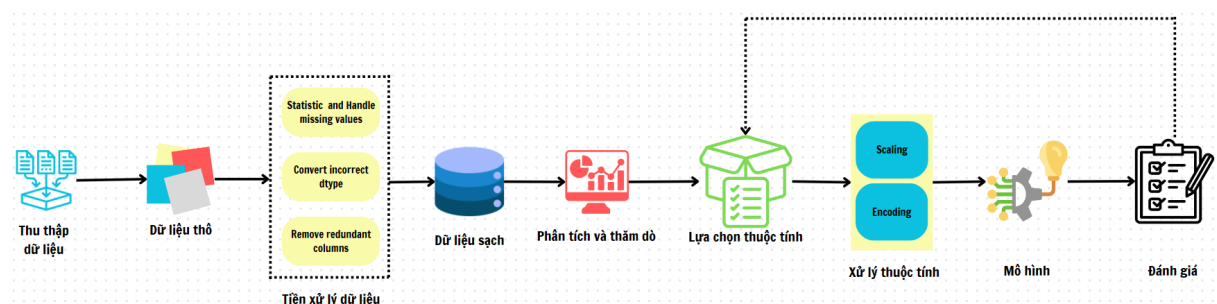 Statistic and Handle
missing values
Convert incorrect
dtype
Remove redundant
columns
Scaling
Encoding
Thu thập
dữ liệu
Dữ liệu thô
Tiền xử lý dữ liệu
Dữ liệu sạch
Phân tích và thăm dò
Lựa chọn thuộc tính
Xử lý thuộc tính
Mô hình
Đánh giá